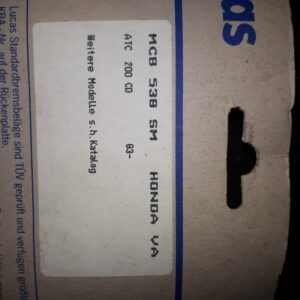 as
MCB 538 SM HONDA VA
ATC 200 CD 83-
Weitere Modelle s.h.Katalog
Lucas Standardbremsbeläge sind TÜV geprüft und verfügen
KBA - Nr. auf der Rückenplatte.